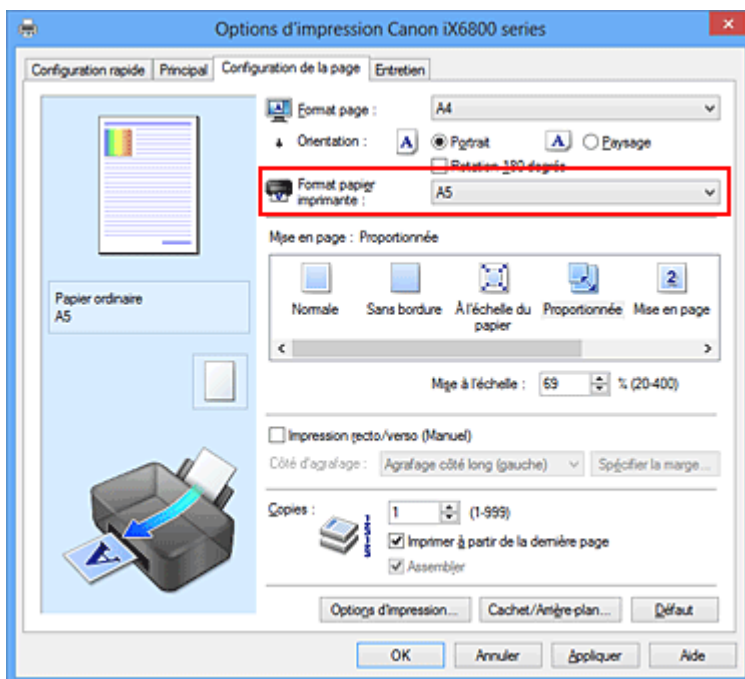 Options d'impression Canon iX6800 series
Configuration rapide
Principal
Configuration de la page
Entretien
Format page :
A4
Orientation :
A
Portrait
A
Paysage
Rotation 180 degrés
Format papier
imprimante :
A5
Mise en page : Proportionnée
Normale
Sans bordure
À l'échelle du
papier
Proportionnée
2
Mise en page
Papier ordinaire
A5
Mise à l'échelle :
69
% (20-400)
Impression recto/verso (Manuel)
Côté d'agrafage :
Agrafage côté long (gauche)
Spécifier la marge...
Copies :
1
(1-999)
Imprimer à partir de la dernière page
Assembler
A
Options d'impression...
Cachet/Arrière-plan...
Défaut
OK
Annuler
Appliquer
Aide